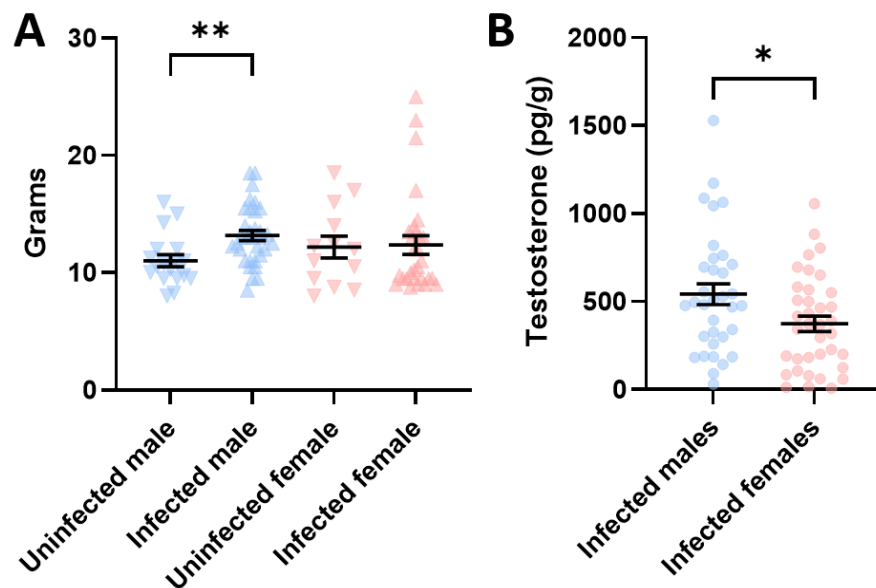 A
30
20
10
0
Grams
**
Uninfected male
Infected male
Uninfected female
Infected female
B
2000
1500
1000
500
0
Testosterone (pg/g)
*
Infected males
Infected females